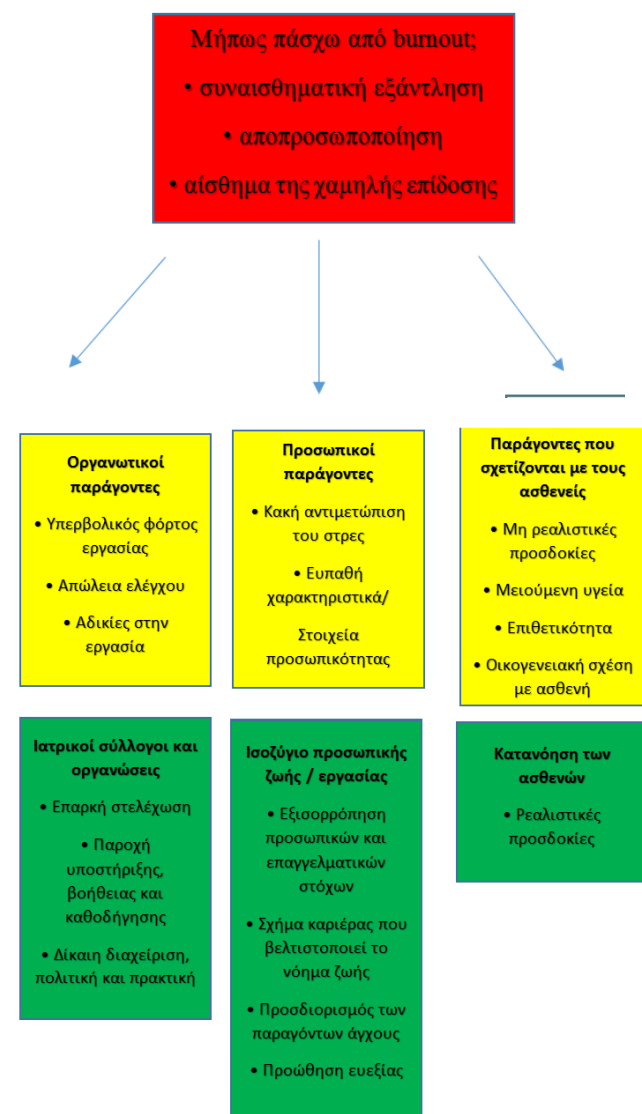 Μήπως πάσχω από burnout;
• συναισθηματική εξάντληση
• αποπροσωποποίηση
• αίσθημα της χαμηλής επίδοσης
Οργανωτικοί
παράγοντες
• Υπερβολικός φόρτος
εργασίας
• Απώλεια ελέγχου
• Αδικίες στην
εργασία
Προσωπικοί
παράγοντες
• Κακή αντιμετώπιση
του στρες
• Ευπαθή
χαρακτηριστικά/
Στοιχεία
προσωπικότητας
Παράγοντες που
σχετίζονται με τους
ασθενείς
• Μη ρεαλιστικές
προσδοκίες
• Μειούμενη υγεία
• Επιθετικότητα
• Οικογενειακή σχέση
με ασθενή
Ιατρικοί σύλλογοι και
οργανώσεις
• Επαρκή στελέχωση
• Παροχή
υποστήριξης,
βοήθειας και
καθοδήγησης
• Δίκαιη διαχείριση,
πολιτική και πρακτική
Ισοζύγιο προσωπικής
ζωής / εργασίας
• Εξισορρόπηση
προσωπικών και
επαγγελματικών
στόχων
• Σχήμα καριέρας που
βελτιστοποιεί το
νόημα ζωής
• Προσδιορισμός των
παραγόντων άγχους
• Προώθηση ευεξίας
Κατανόηση των
ασθενών
• Ρεαλιστικές
προσδοκίες